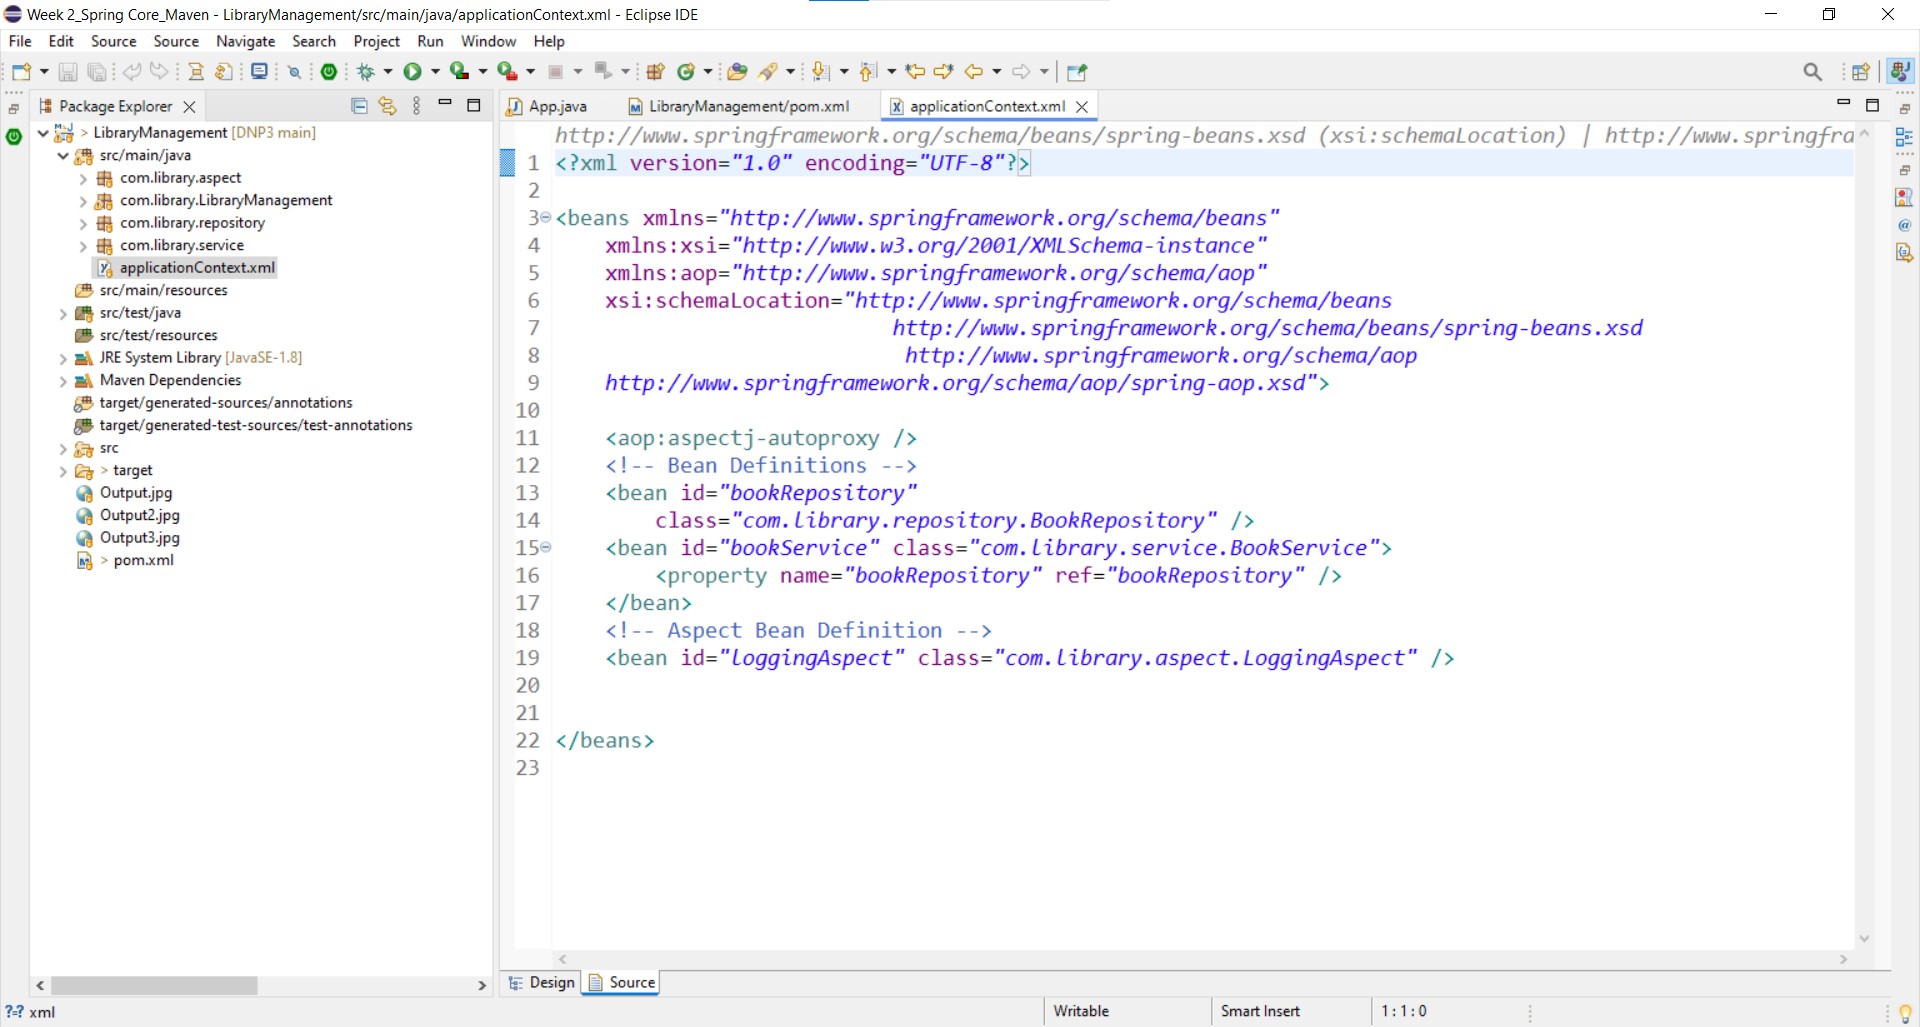 Week 2_Spring Core_Maven - LibraryManagement/src/main/java/applicationContext.xml - Eclipse IDE
File Edit Source Source Navigate Search Project Run Window Help
Package Explorer
LibraryManagement [DNP3 main]
src/main/java
com.library.aspect
com.library.LibraryManagement
com.library.repository
com.library.service
applicationContext.xml
src/main/resources
src/test/java
src/test/resources
JRE System Library [JavaSE-1.8]
Maven Dependencies
target/generated-sources/annotations
target/generated-test-sources/test-annotations
src
> target
Output.jpg
Output2.jpg
Output3.jpg
> pom.xml
App.java LibraryManagement/pom.xml applicationContext.xml
http://www.springframework.org/schema/beans/spring-beans.xsd (xsi:schemaLocation) | http://www.springfra
1 <?xml version="1.0" encoding="UTF-8"?>
2
3 <beans xmlns="http://www.springframework.org/schema/beans"
4 xmlns:xsi="http://www.w3.org/2001/XMLSchema-instance"
5 xmlns:aop="http://www.springframework.org/schema/aop"
6 xsi:schemaLocation="http://www.springframework.org/schema/beans
7 http://www.springframework.org/schema/beans/spring-beans.xsd
8 http://www.springframework.org/schema/aop
9 http://www.springframework.org/schema/aop/spring-aop.xsd">
10
11 <aop:aspectj-autoproxy />
12 <!-- Bean Definitions -->
13 <bean id="bookRepository"
14 class="com.library.repository.BookRepository" />
15 <bean id="bookService" class="com.library.service.BookService">
16 <property name="bookRepository" ref="bookRepository" />
17 </bean>
18 <!-- Aspect Bean Definition -->
19 <bean id="loggingAspect" class="com.library.aspect.LoggingAspect" />
20
21
22 </beans>
23
Design Source
xml Writable Smart Insert 1 : 1 : 0